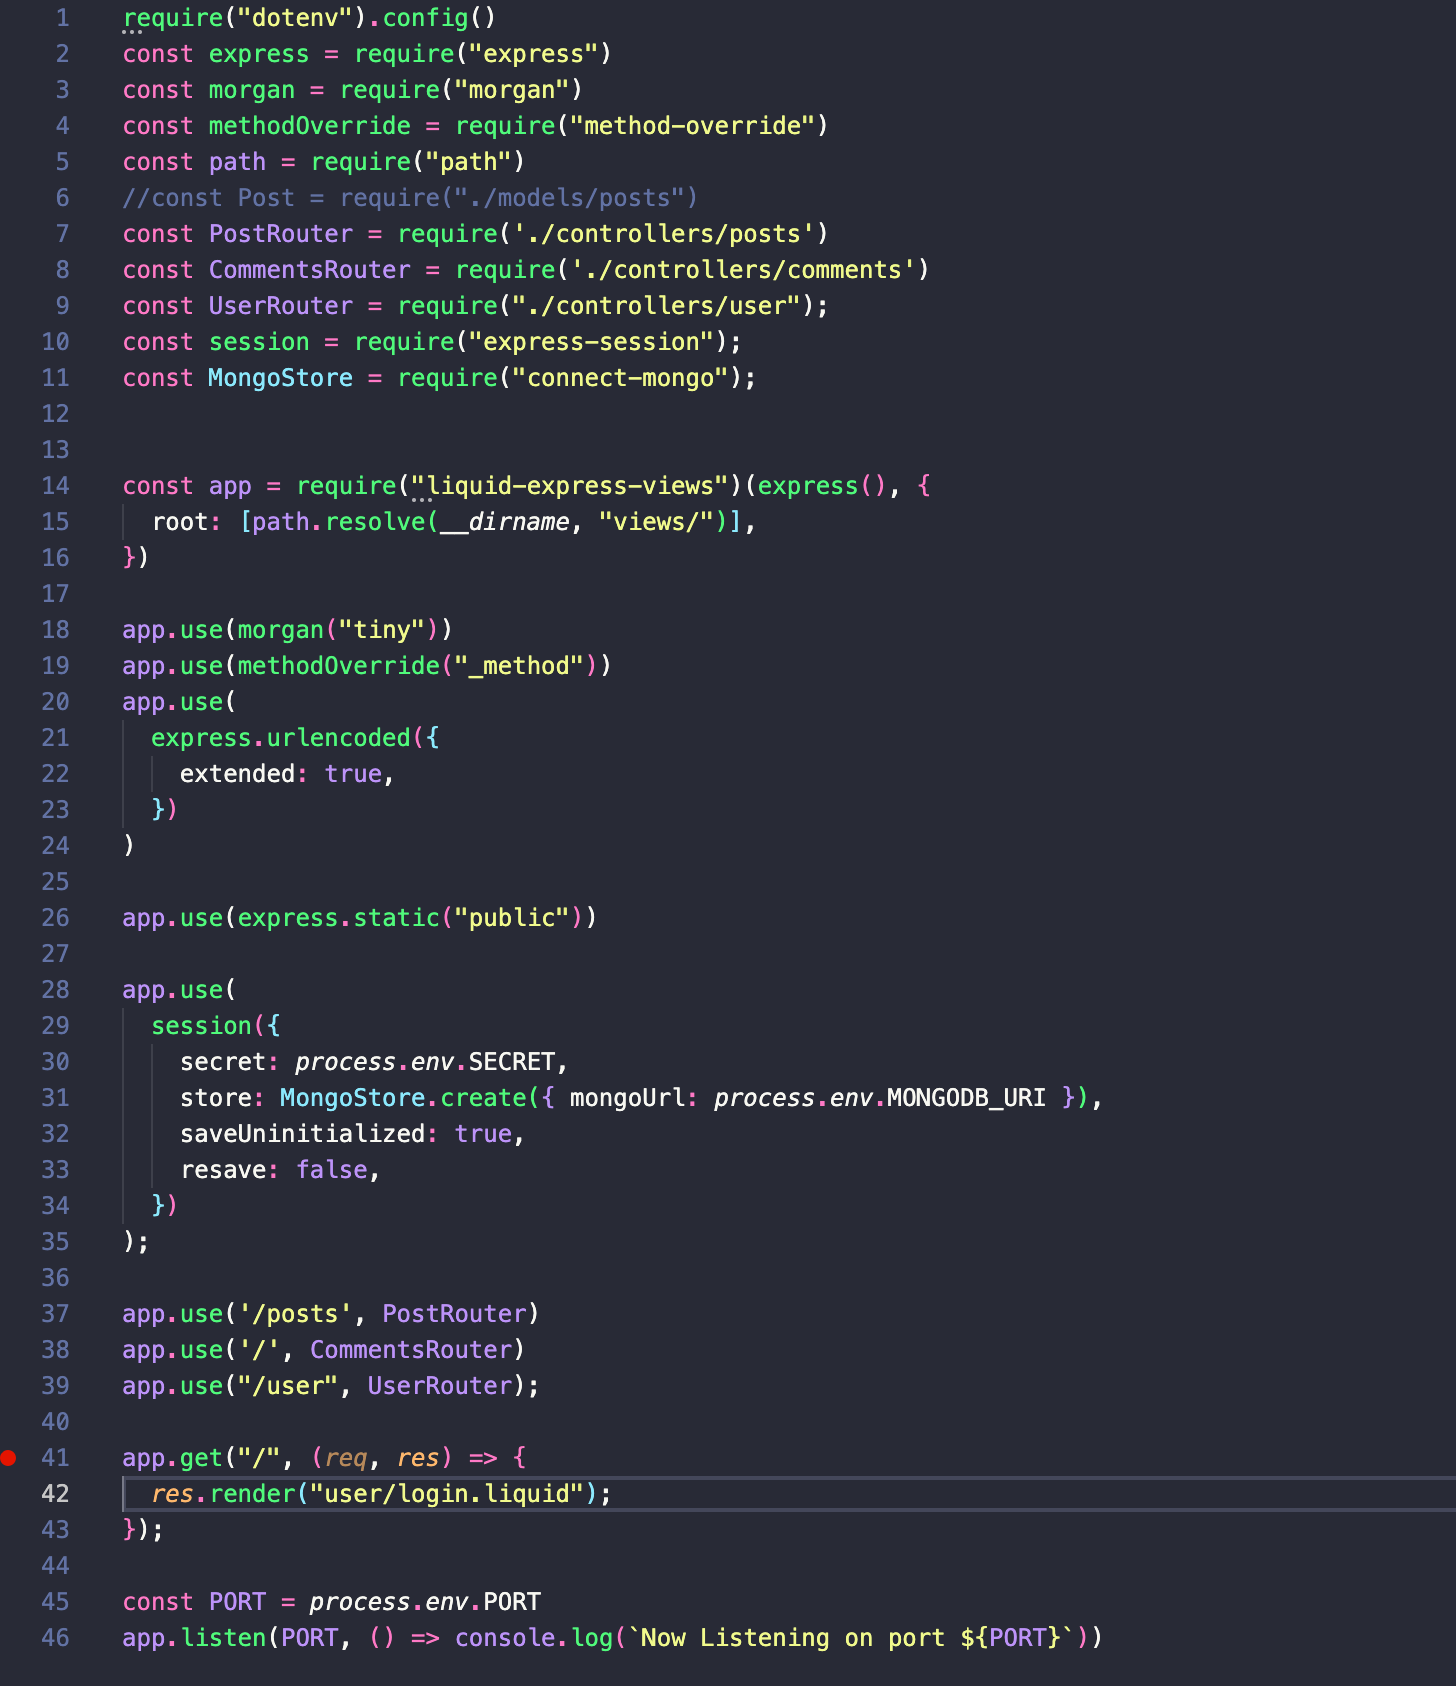 1 require("dotenv").config()
2 const express = require("express")
3 const morgan = require("morgan")
4 const methodOverride = require("method-override")
5 const path = require("path")
6 //const Post = require("./models/posts")
7 const PostRouter = require('./controllers/posts')
8 const CommentsRouter = require('./controllers/comments')
9 const UserRouter = require("./controllers/user");
10 const session = require("express-session");
11 const MongoStore = require("connect-mongo");
12
13
14 const app = require("liquid-express-views")(express(), {
15   root: [path.resolve(__dirname, "views/")],
16 })
17
18 app.use(morgan("tiny"))
19 app.use(methodOverride("_method"))
20 app.use(
21   express.urlencoded({
22     extended: true,
23   })
24 )
25
26 app.use(express.static("public"))
27
28 app.use(
29   session({
30     secret: process.env.SECRET,
31     store: MongoStore.create({ mongoUrl: process.env.MONGODB_URI }),
32     saveUninitialized: true,
33     resave: false,
34   })
35 );
36
37 app.use('/posts', PostRouter)
38 app.use('/', CommentsRouter)
39 app.use("/user", UserRouter);
40
41 app.get("/", (req, res) => {
42   res.render("user/login.liquid");
43 });
44
45 const PORT = process.env.PORT
46 app.listen(PORT, () => console.log(`Now Listening on port ${PORT}`))